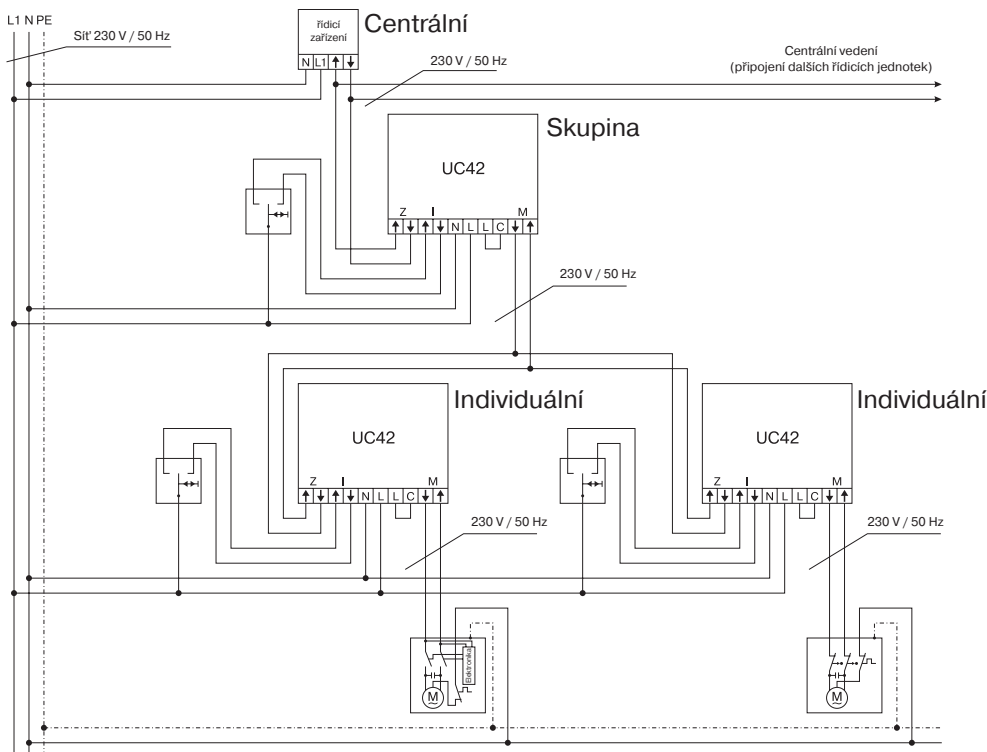 L1 N PE
Síť 230 V / 50 Hz
řídicí
zařízení
Centrální
N L1
230 V / 50 Hz
Centrální vedení
(připojení dalších řídicích jednotek)
Skupina
UC42
Z I M
N L L C
230 V / 50 Hz
Individuální
UC42
Z I M
N L L C
230 V / 50 Hz
Individuální
UC42
Z I M
N L L C
230 V / 50 Hz
Elektronika
M
M